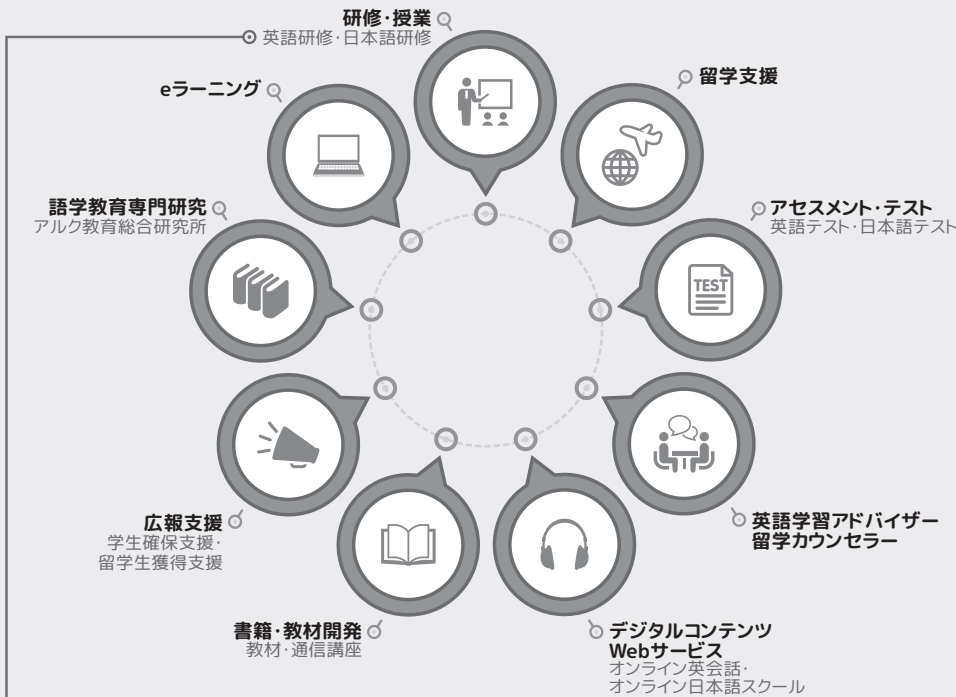 研修・授業
英語研修・日本語研修
留学支援
アセスメント・テスト
英語テスト・日本語テスト
TEST
英語学習アドバイザー
留学カウンセラー
デジタルコンテンツ
Webサービス
オンライン英会話・
オンライン日本語スクール
書籍・教材開発
教材・通信講座
広報支援
学生確保支援・
留学生獲得支援
語学教育専門研究
アルク教育総合研究所
eラーニング